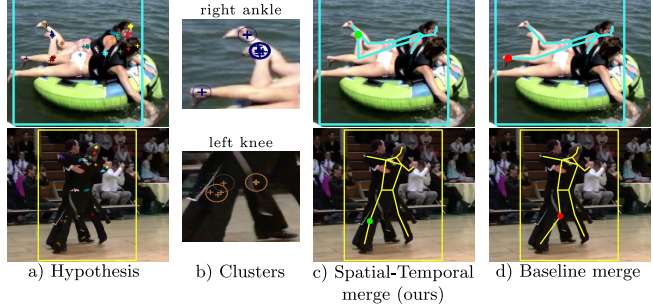 right ankle
left knee
a) Hypothesis
b) Clusters
c) Spatial-Temporal
merge (ours)
d) Baseline merge